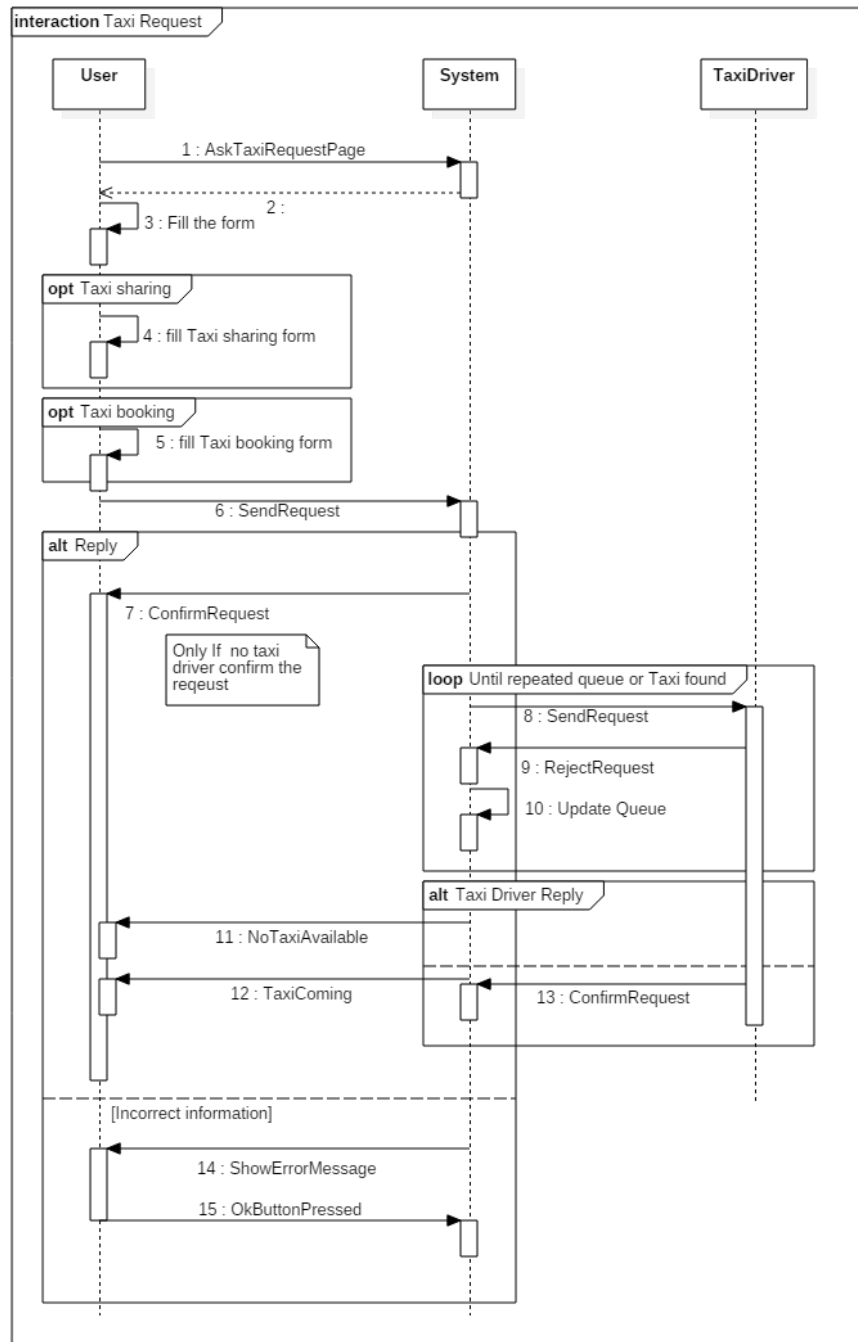 interaction Taxi Request
User
System
TaxiDriver
1 : AskTaxiRequestPage
2 :
3 : Fill the form
opt Taxi sharing
4 : fill Taxi sharing form
opt Taxi booking
5 : fill Taxi booking form
6 : SendRequest
alt Reply
7 : ConfirmRequest
Only If no taxi
driver confirm the
reqeust
loop Until repeated queue or Taxi found
8 : SendRequest
9 : RejectRequest
10 : Update Queue
alt Taxi Driver Reply
11 : NoTaxiAvailable
12 : TaxiComing
13 : ConfirmRequest
[Incorrect information]
14 : ShowErrorMessage
15 : OkButtonPressed